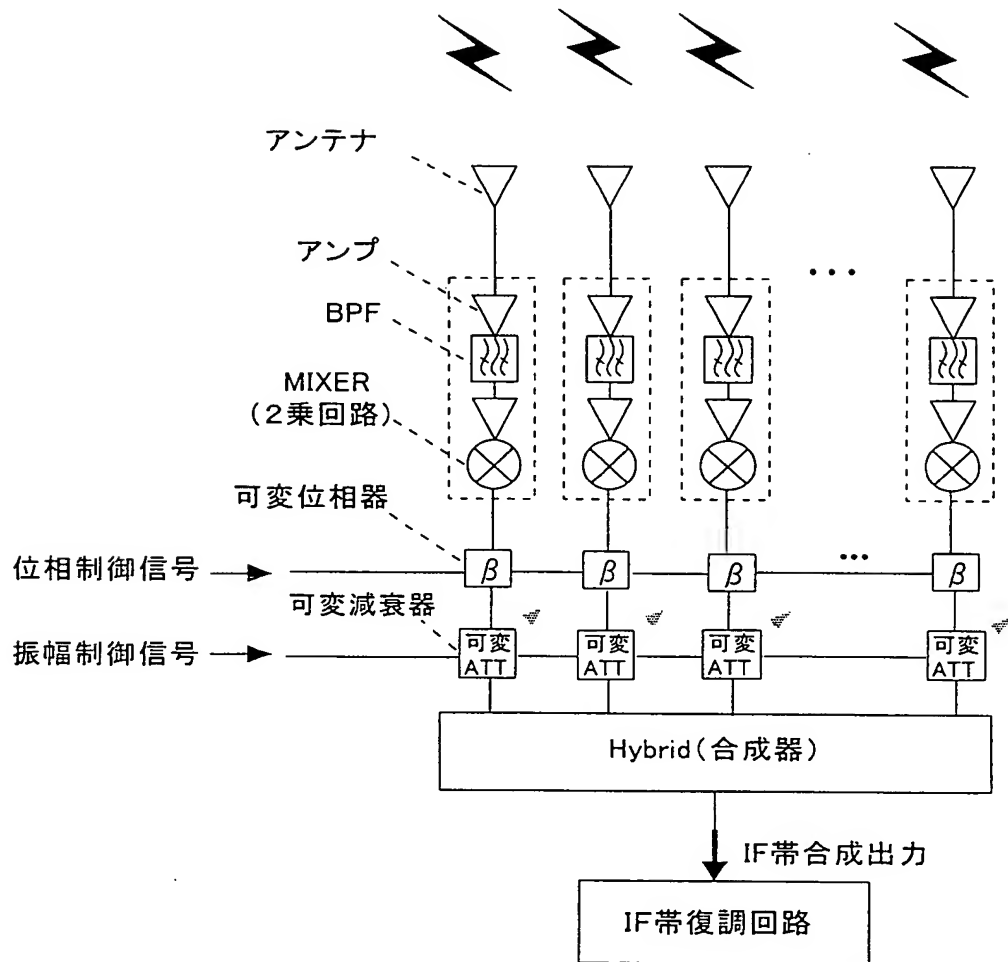 アンテナ
アンプ
BPF
MIXER
(2乗回路)
可変位相器
位相制御信号
β β β β
可変減衰器
振幅制御信号
可変 可変 可変 可変
ATT ATT ATT ATT
Hybrid(合成器)
IF帯合成出力
IF帯復調回路